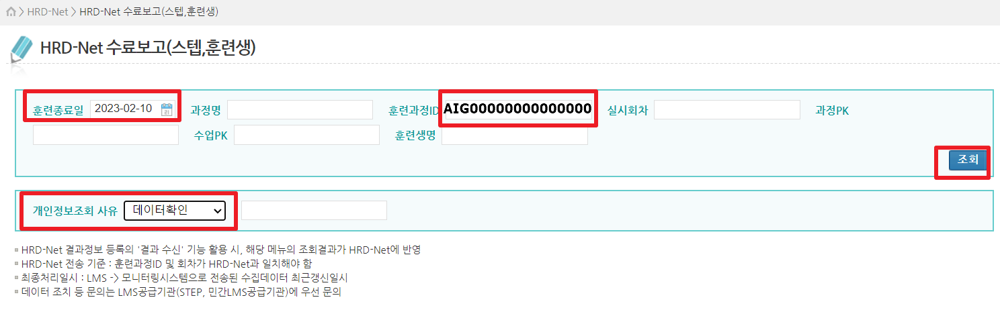 HRD-Net > HRD-Net 수료보고(스텝,훈련생)
HRD-Net 수료보고(스텝,훈련생)
훈련종료일 2023-02-10 과정명 훈련과정ID AIG00000000000000 실시회차 과정PK
수업PK 훈련생명
조회
개인정보조회 사유 데이터확인
HRD-Net 결과정보 등록의 '결과 수신' 기능 활용 시, 해당 메뉴의 조회결과가 HRD-Net에 반영
HRD-Net 전송 기준 : 훈련과정ID 및 회차가 HRD-Net과 일치해야 함
최종처리일시 : LMS -> 모니터링시스템으로 전송된 수집데이터 최근갱신일시
데이터 조치 등 문의는 LMS공급기관(STEP, 민간LMS공급기관)에 우선 문의